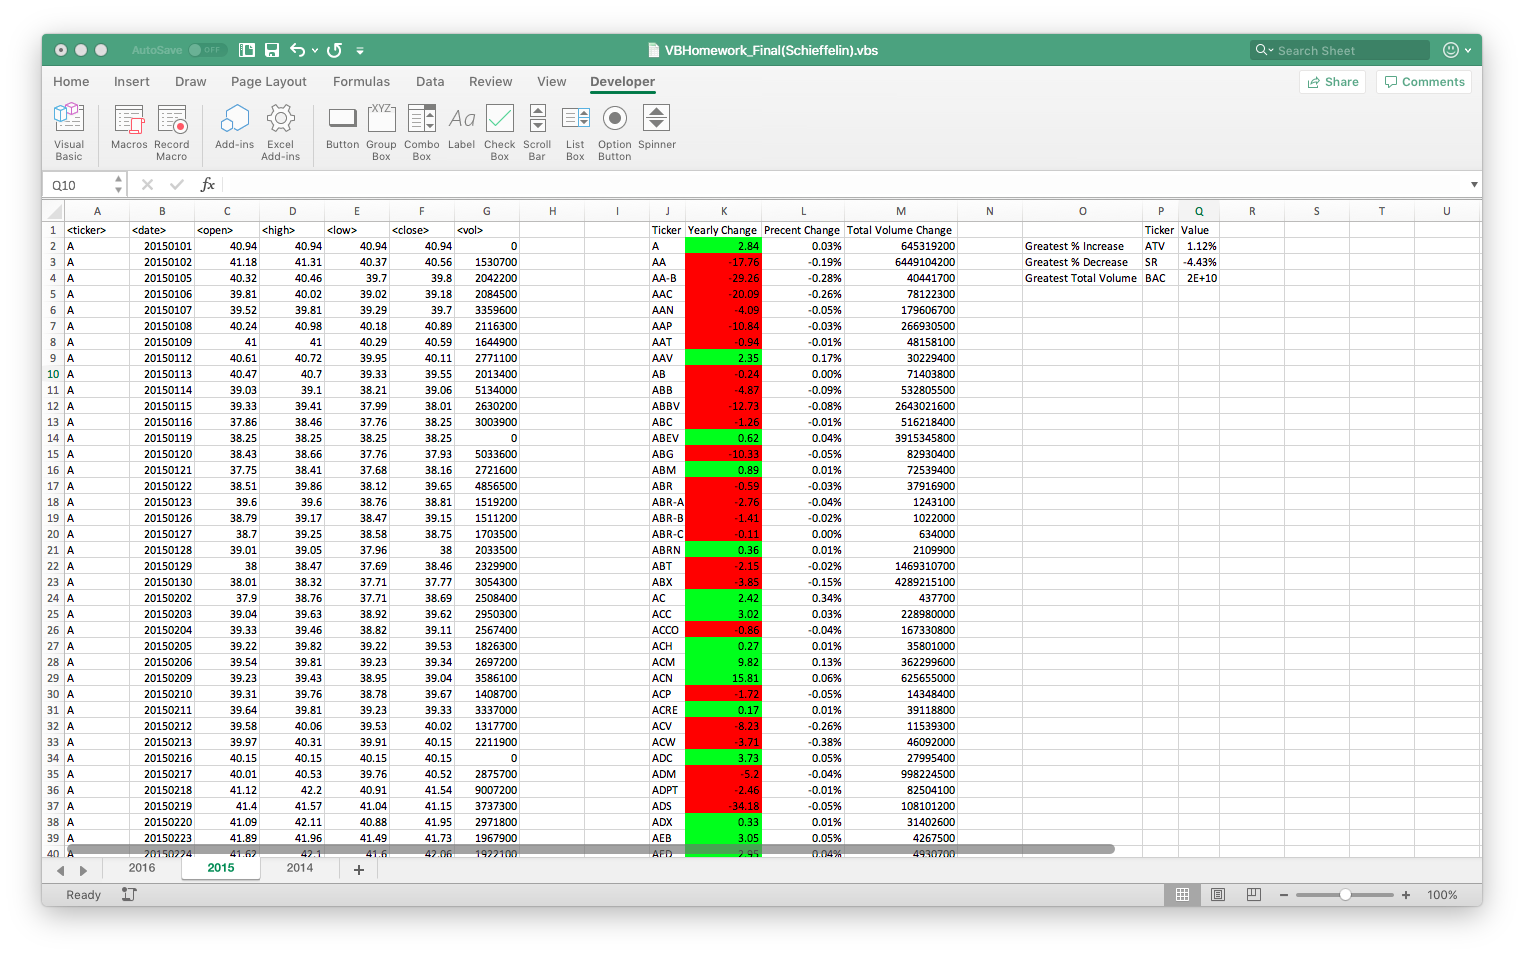 AutoSave OFF VBHomework_Final(Schieffelin).vbs Search Sheet
Home Insert Draw Page Layout Formulas Data Review View Developer Share Comments
Visual Basic Macros Record Macro Add-ins Excel Add-ins Button XYZ Group Box Combo Box Aa Label Check Box Scroll Bar List Box Option Button Spinner
Q10 fx
A B C D E F G H I J K L M N O P Q R S T U
1 <ticker> <date> <open> <high> <low> <close> <vol> Ticker Yearly Change Precent Change Total Volume Change Ticker Value
2 A 20150101 40.94 40.94 40.94 40.94 0 A 2.84 0.03% 645319200 Greatest % Increase ATV 1.12%
3 A 20150102 41.18 41.31 40.37 40.56 1530700 AA -17.76 -0.19% 6449104200 Greatest % Decrease SR -4.43%
4 A 20150105 40.32 40.46 39.7 39.8 2042200 AA-B -29.26 -0.28% 40441700 Greatest Total Volume BAC 2E+10
5 A 20150106 39.81 40.02 39.02 39.18 2084500 AAC -20.09 -0.26% 78122300
6 A 20150107 39.52 39.81 39.29 39.7 3359600 AAN -4.09 -0.05% 179606700
7 A 20150108 40.24 40.98 40.18 40.89 2116300 AAP -10.84 -0.03% 266930500
8 A 20150109 41 41 40.29 40.59 1644900 AAT -0.94 -0.01% 48158100
9 A 20150112 40.61 40.72 39.95 40.11 2771100 AAV 2.35 0.17% 30229400
10 A 20150113 40.47 40.7 39.33 39.55 2013400 AB -0.24 0.00% 71403800
11 A 20150114 39.03 39.1 38.21 39.06 5134000 ABB -4.87 -0.09% 532805500
12 A 20150115 39.33 39.41 37.99 38.01 2630200 ABBV -12.73 -0.08% 2643021600
13 A 20150116 37.86 38.46 37.76 38.25 3003900 ABC -1.26 -0.01% 516218400
14 A 20150119 38.25 38.25 38.25 38.25 0 ABEV 0.62 0.04% 3915345800
15 A 20150120 38.43 38.66 37.76 37.93 5033600 ABG -10.33 -0.05% 82930400
16 A 20150121 37.75 38.41 37.68 38.16 2721600 ABM 0.89 0.01% 72539400
17 A 20150122 38.51 39.86 38.12 39.65 4856500 ABR -0.59 -0.03% 37916900
18 A 20150123 39.6 39.6 38.76 38.81 1519200 ABR-A -2.76 -0.04% 1243100
19 A 20150126 38.79 39.17 38.47 39.15 1511200 ABR-B -1.41 -0.02% 1022000
20 A 20150127 38.7 39.25 38.58 38.75 1703500 ABR-C -0.11 0.00% 634000
21 A 20150128 39.01 39.05 37.96 38 2033500 ABRN 0.36 0.01% 2109900
22 A 20150129 38 38.47 37.69 38.46 2329900 ABT -2.15 -0.02% 1469310700
23 A 20150130 38.01 38.32 37.71 37.77 3054300 ABX -3.85 -0.15% 4289215100
24 A 20150202 37.9 38.76 37.71 38.69 2508400 AC 2.42 0.34% 437700
25 A 20150203 39.04 39.63 38.92 39.62 2950300 ACC 3.02 0.03% 228980000
26 A 20150204 39.33 39.46 38.82 39.11 2567400 ACCO -0.86 -0.04% 167330800
27 A 20150205 39.22 39.82 39.22 39.53 1826300 ACH 0.27 0.01% 35801000
28 A 20150206 39.54 39.81 39.23 39.34 2697200 ACM 9.82 0.13% 362299600
29 A 20150209 39.23 39.43 38.95 39.04 3586100 ACN 15.81 0.06% 625655000
30 A 20150210 39.31 39.76 38.78 39.67 1408700 ACP -1.72 -0.05% 14348400
31 A 20150211 39.64 39.81 39.23 39.33 3337000 ACRE 0.17 0.01% 39118800
32 A 20150212 39.58 40.06 39.53 40.02 1317700 ACV -8.23 -0.26% 11539300
33 A 20150213 39.97 40.31 39.91 40.15 2211900 ACW -3.71 -0.38% 46092000
34 A 20150216 40.15 40.15 40.15 40.15 0 ADC 3.73 0.05% 27995400
35 A 20150217 40.01 40.53 39.76 40.52 2875700 ADM -5.2 -0.04% 998224500
36 A 20150218 41.12 42.2 40.91 41.54 9007200 ADPT -2.46 -0.01% 82504100
37 A 20150219 41.4 41.57 41.04 41.15 3737300 ADS -34.18 -0.05% 108101200
38 A 20150220 41.09 42.11 40.88 41.95 2971800 ADX 0.33 0.01% 31402600
39 A 20150223 41.89 41.96 41.49 41.73 1967900 AEB 3.05 0.05% 4267500
40 A 20150224 41.62 42.1 41.6 42.06 1922100 AED 2.95 0.04% 4930700
2016 2015 2014 +
Ready 100%